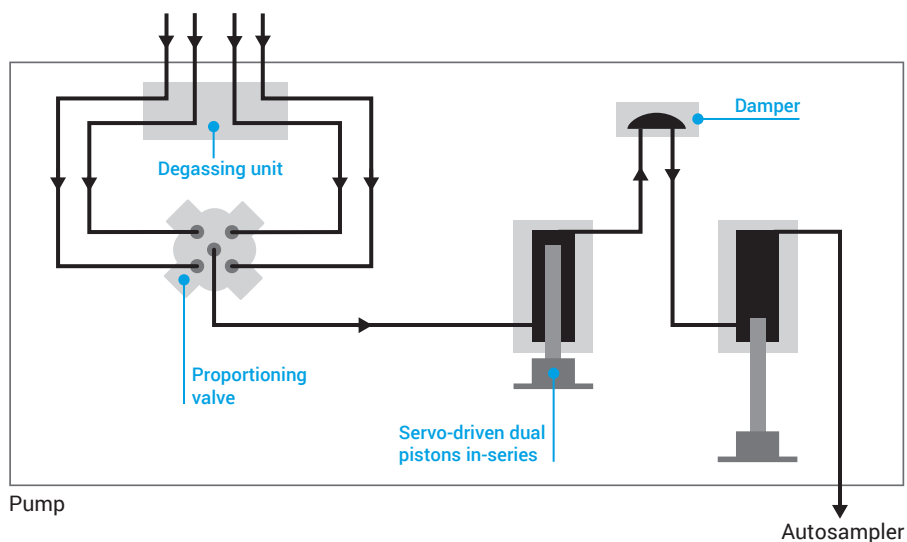 Damper
Degassing unit
Proportioning
valve
Servo-driven dual
pistons in-series
Pump
Autosampler